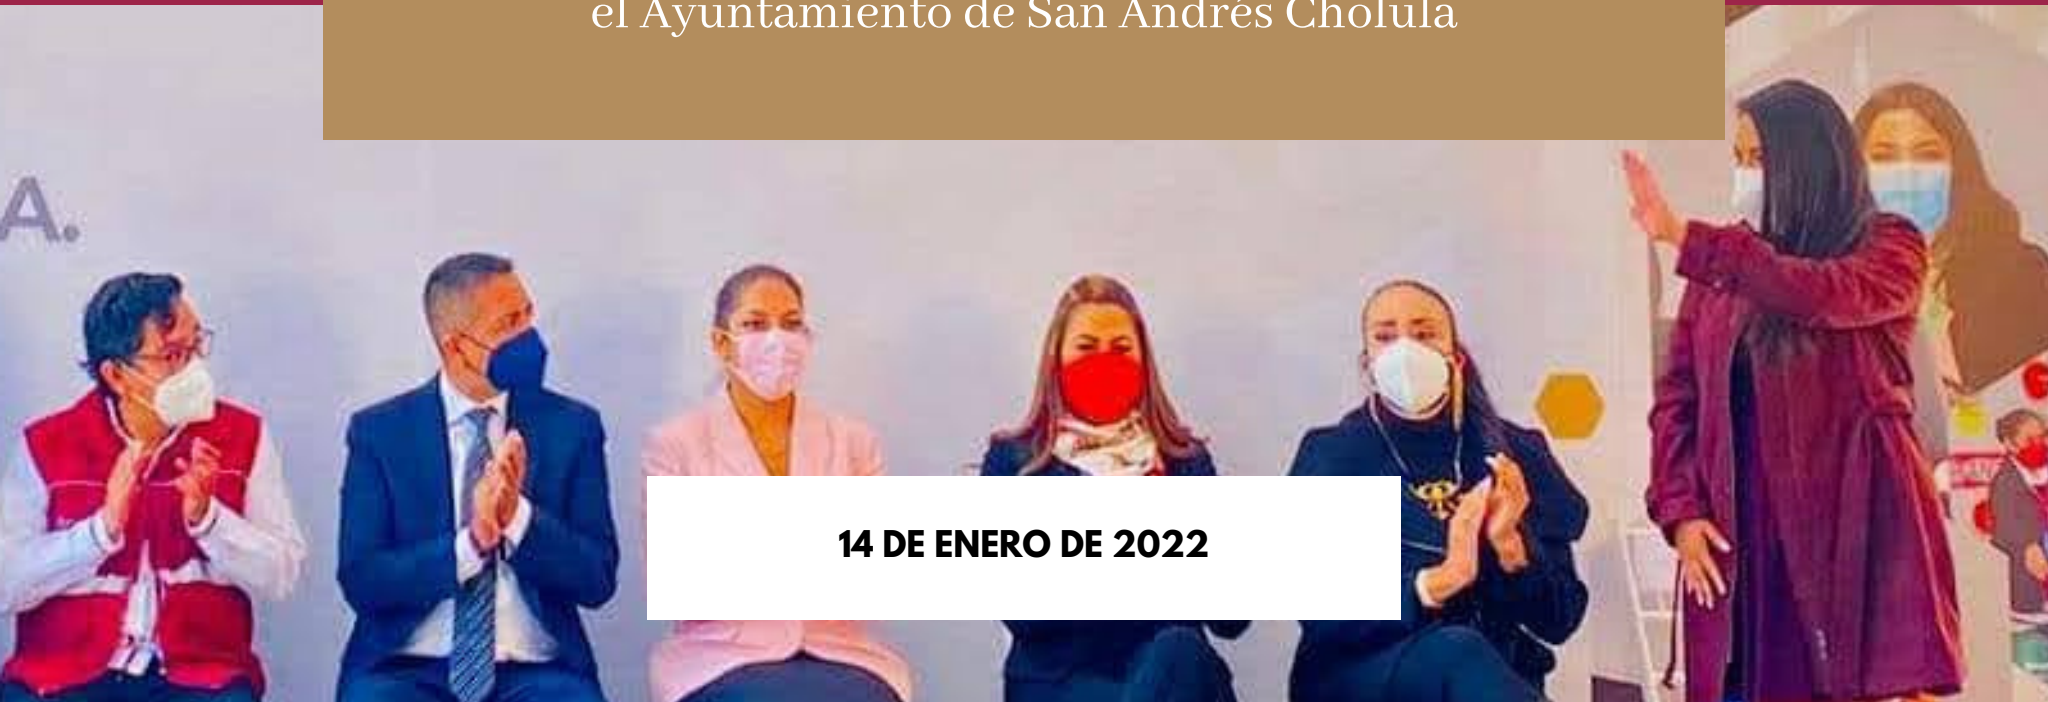 el Ayuntamiento de San Andrés Cholula
A.
14 DE ENERO DE 2022